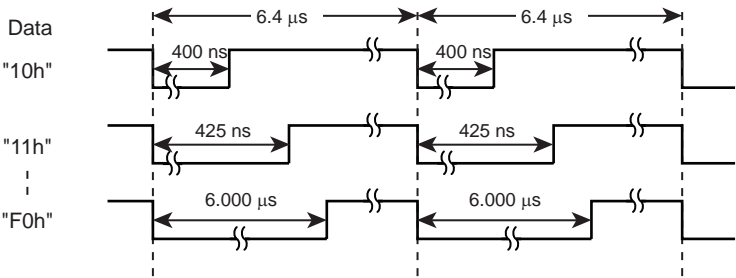 6.4 μs 6.4 μs
Data
400 ns 400 ns
"10h"
425 ns 425 ns
"11h"
6.000 μs 6.000 μs
"F0h"